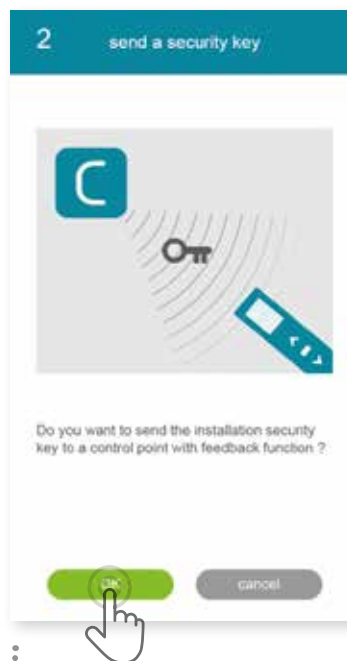 2 send a security key
Do you want to send the installation security
key to a control point with feedback function ?
OK cancel